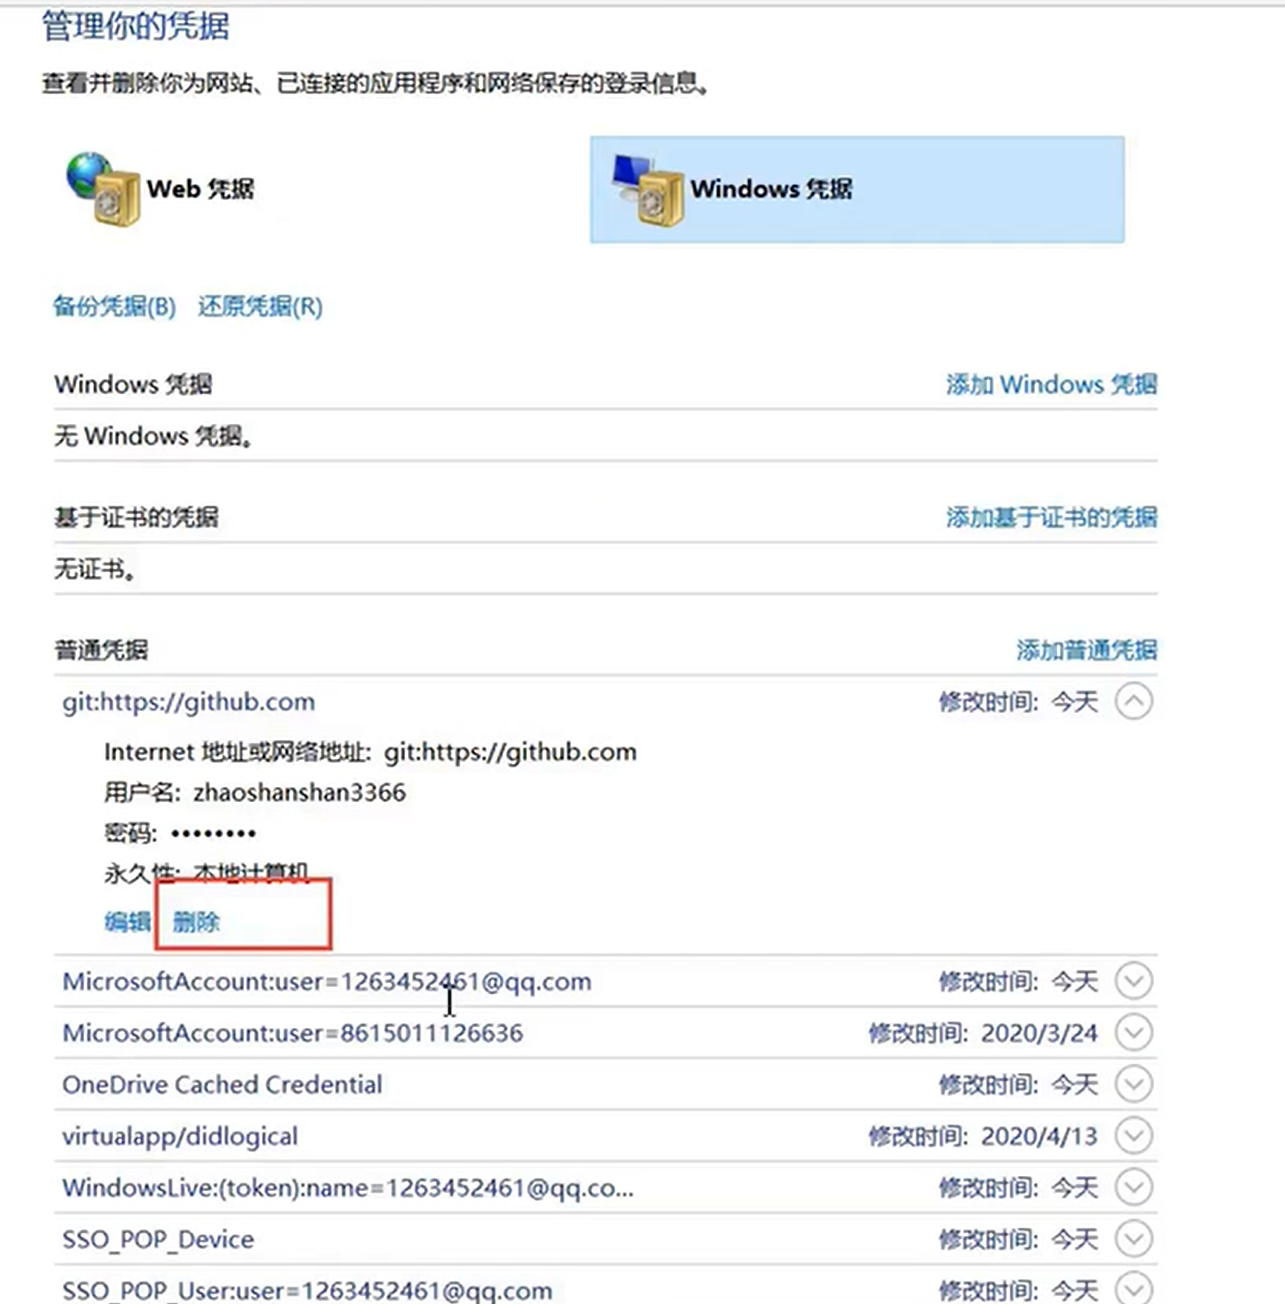 管理你的凭据
查看并删除你为网站、已连接的应用程序和网络保存的登录信息。
Web 凭据
Windows 凭据
备份凭据(B) 还原凭据(R)
Windows 凭据 添加 Windows 凭据
无 Windows 凭据。
基于证书的凭据 添加基于证书的凭据
无证书。
普通凭据 添加普通凭据
git:https://github.com 修改时间: 今天
Internet 地址或网络地址: git:https://github.com
用户名: zhaoshanshan3366
密码: ••••••••
永久性: 本地计算机
编辑 删除
MicrosoftAccount:user=1263452461@qq.com 修改时间: 今天
MicrosoftAccount:user=8615011126636 修改时间: 2020/3/24
OneDrive Cached Credential 修改时间: 今天
virtualapp/didlogical 修改时间: 2020/4/13
WindowsLive:(token):name=1263452461@qq.co... 修改时间: 今天
SSO_POP_Device 修改时间: 今天
SSO_POP_User:user=1263452461@qq.com 修改时间: 今天